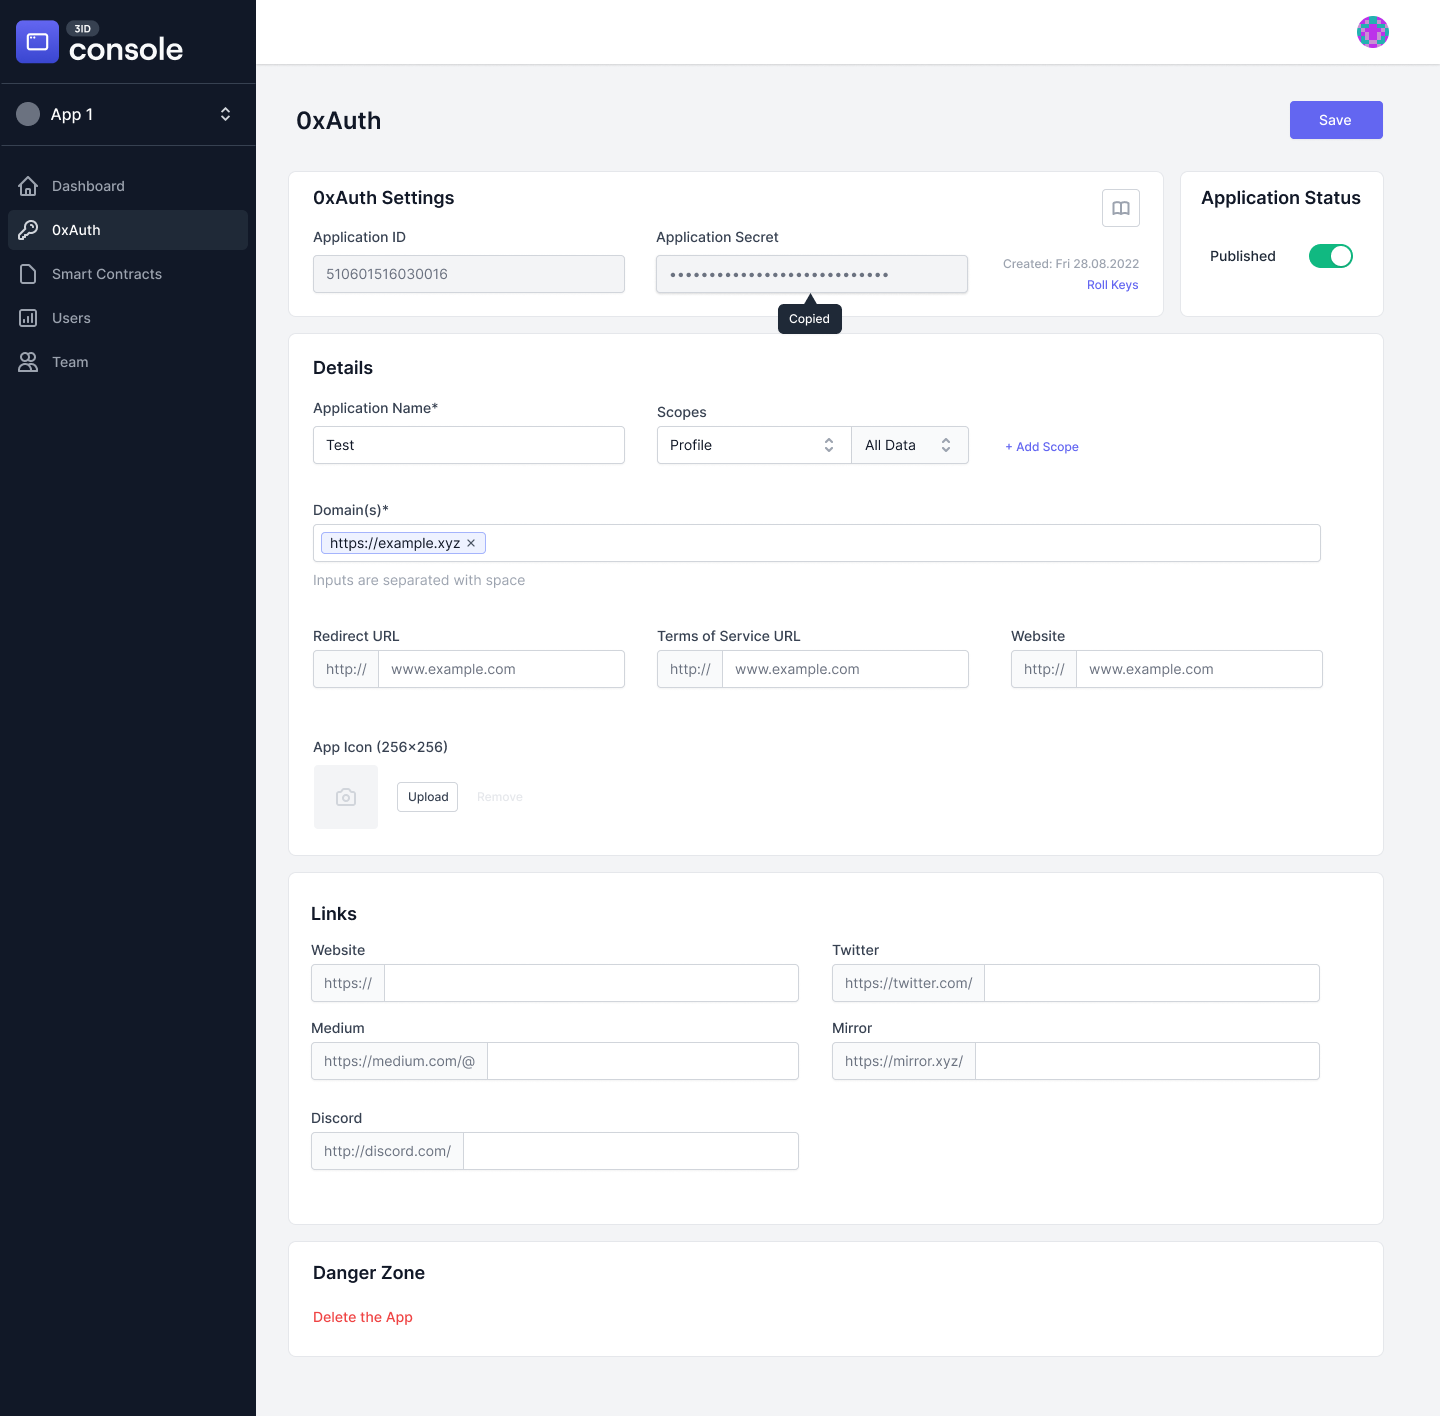 3ID
console
App 1
Dashboard
0xAuth
Smart Contracts
Users
Team
0xAuth
Save
0xAuth Settings
Application ID
510601516030016
Application Secret
••••••••••••••••••••••••••••
Copied
Created: Fri 28.08.2022
Roll Keys
Application Status
Published
Details
Application Name*
Test
Scopes
Profile
All Data
+ Add Scope
Domain(s)*
https://example.xyz ×
Inputs are separated with space
Redirect URL
http:// www.example.com
Terms of Service URL
http:// www.example.com
Website
http:// www.example.com
App Icon (256×256)
Upload
Remove
Links
Website
https://
Twitter
https://twitter.com/
Medium
https://medium.com/@
Mirror
https://mirror.xyz/
Discord
http://discord.com/
Danger Zone
Delete the App